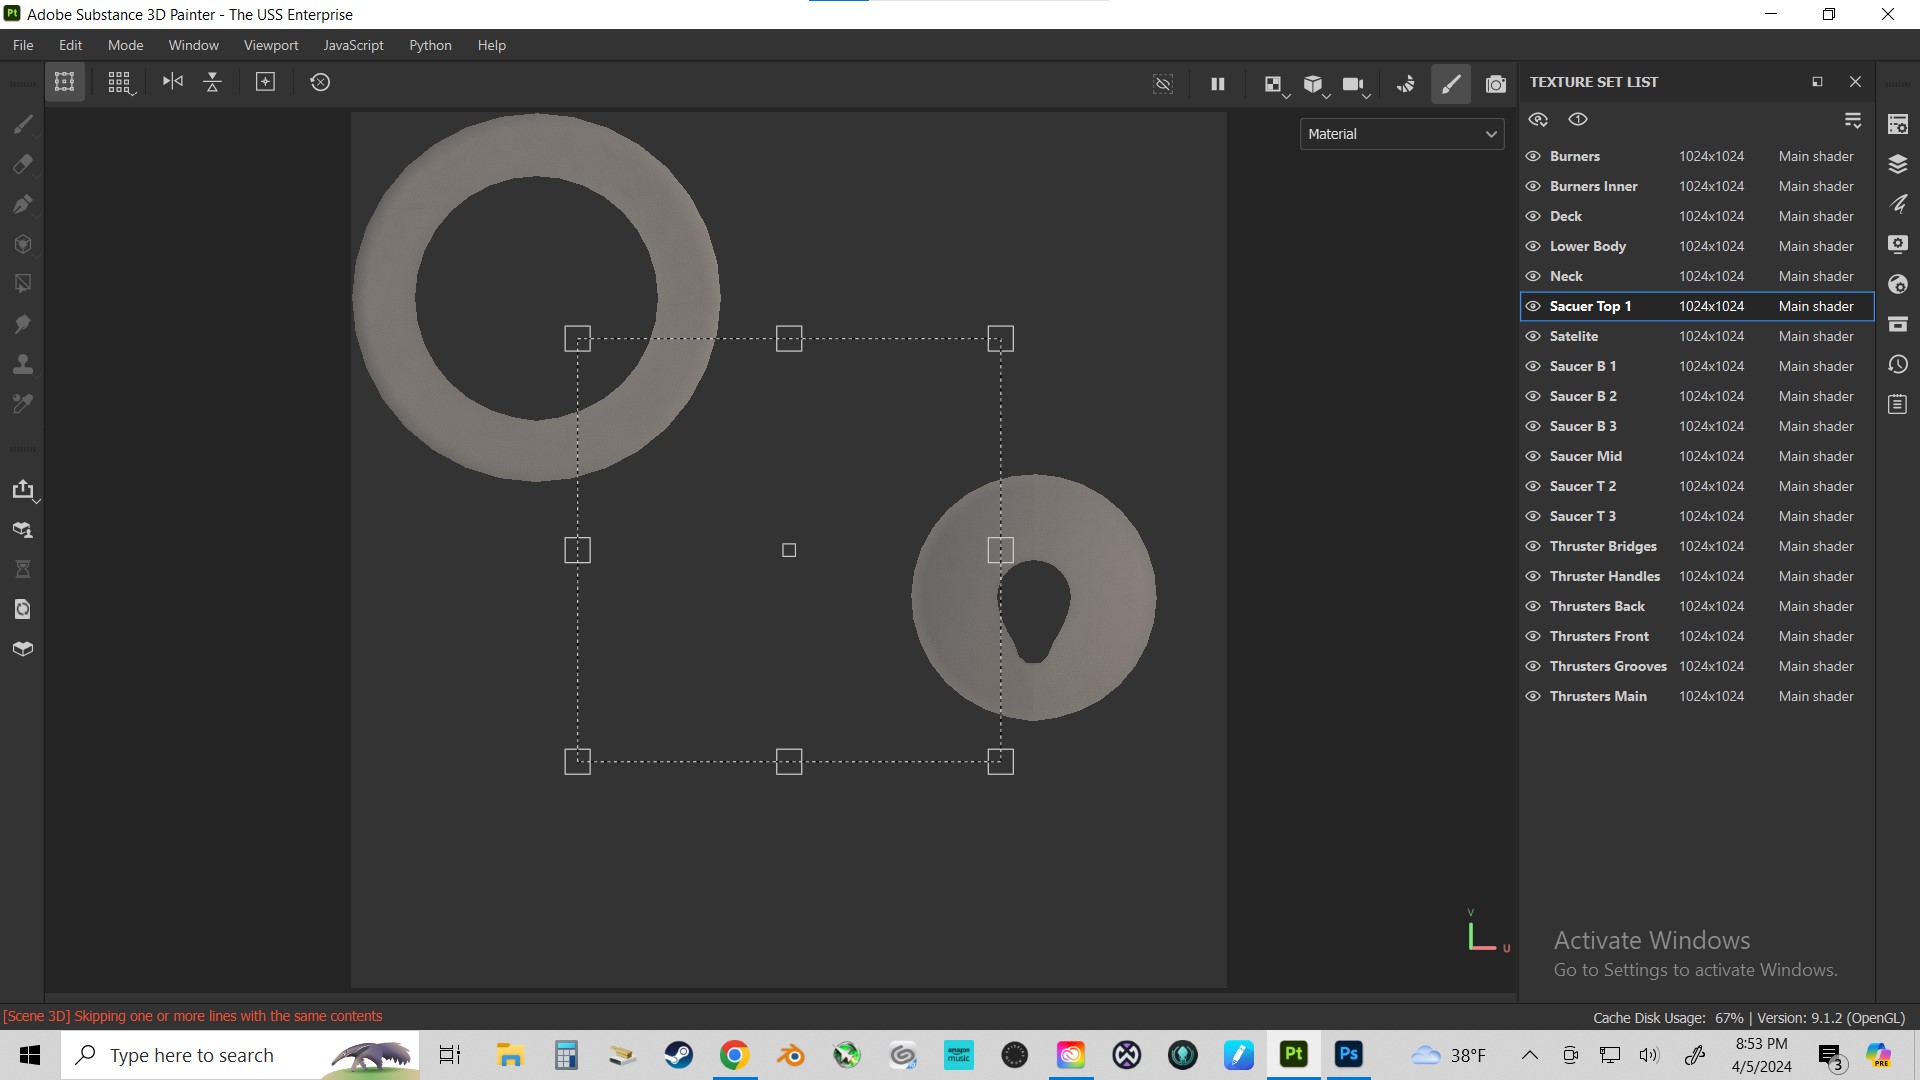 Pt Adobe Substance 3D Painter - The USS Enterprise
File Edit Mode Window Viewport JavaScript Python Help
TEXTURE SET LIST
Material
Burners 1024x1024 Main shader
Burners Inner 1024x1024 Main shader
Deck 1024x1024 Main shader
Lower Body 1024x1024 Main shader
Neck 1024x1024 Main shader
Sacuer Top 1 1024x1024 Main shader
Satelite 1024x1024 Main shader
Saucer B 1 1024x1024 Main shader
Saucer B 2 1024x1024 Main shader
Saucer B 3 1024x1024 Main shader
Saucer Mid 1024x1024 Main shader
Saucer T 2 1024x1024 Main shader
Saucer T 3 1024x1024 Main shader
Thruster Bridges 1024x1024 Main shader
Thruster Handles 1024x1024 Main shader
Thrusters Back 1024x1024 Main shader
Thrusters Front 1024x1024 Main shader
Thrusters Grooves 1024x1024 Main shader
Thrusters Main 1024x1024 Main shader
V
U
Activate Windows
Go to Settings to activate Windows.
[Scene 3D] Skipping one or more lines with the same contents
Cache Disk Usage: 67% | Version: 9.1.2 (OpenGL)
Type here to search
amazon music
Pt
Ps
38°F
8:53 PM
4/5/2024
3
PRE